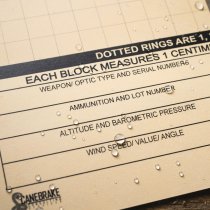 DOTTED RINGS ARE 1,
EACH BLOCK MEASURES 1 CENTIM
WEAPON/ OPTIC TYPE AND SERIAL NUMBERS
AMMUNITION AND LOT NUMBER
ALTITUDE AND BAROMETRIC PRESSURE
WIND SPEED/ VALUE/ ANGLE
CANEBRAKE